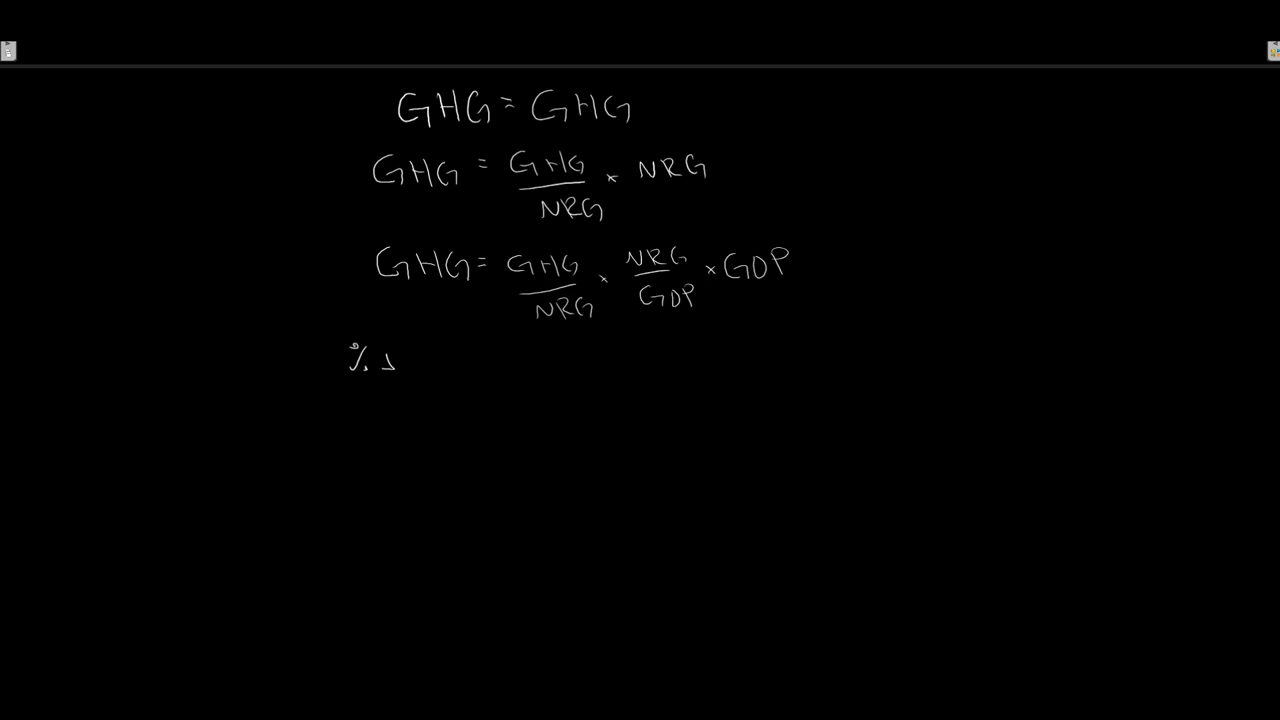 GHG = GHG
GHG = GHG/NRG × NRG
GHG = GHG/NRG × NRG/GDP × GDP
%